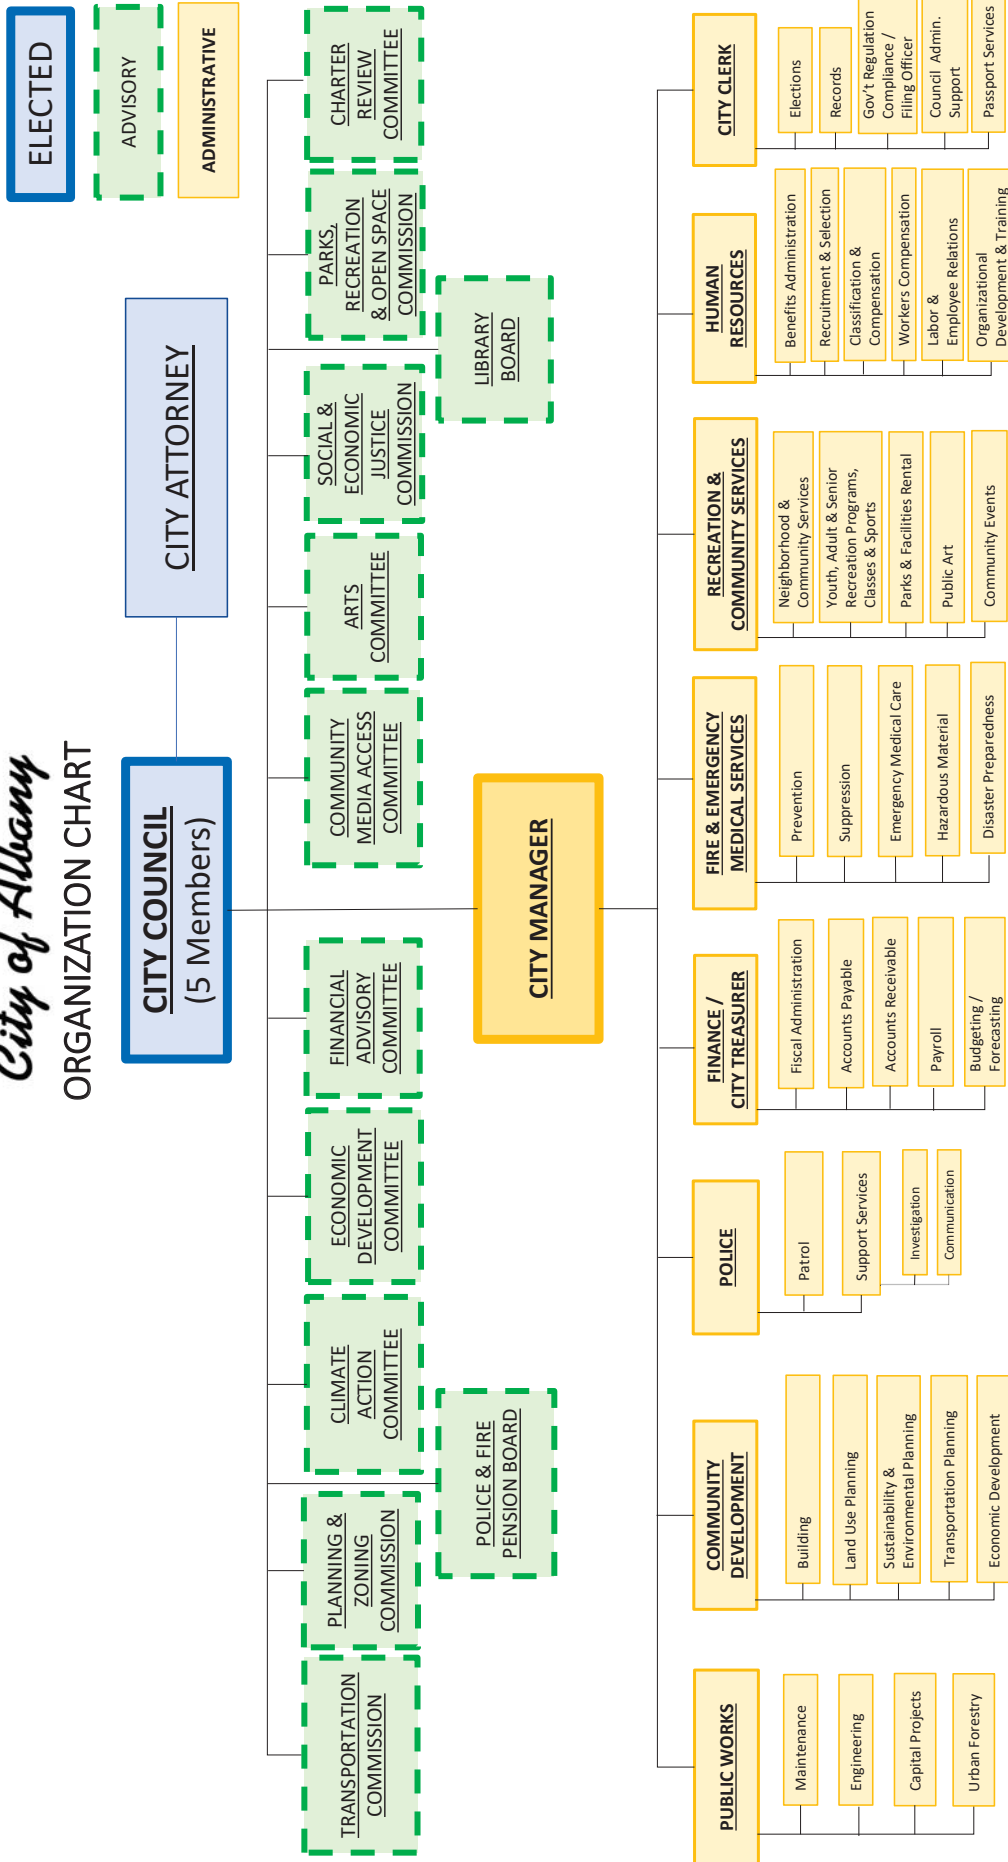 City of Albany
ORGANIZATION CHART
ELECTED
ADVISORY
ADMINISTRATIVE
CITY COUNCIL
(5 Members)
CITY ATTORNEY
TRANSPORTATION
COMMISSION
PLANNING &
ZONING
COMMISSION
CLIMATE
ACTION
COMMITTEE
ECONOMIC
DEVELOPMENT
COMMITTEE
FINANCIAL
ADVISORY
COMMITTEE
COMMUNITY
MEDIA ACCESS
COMMITTEE
ARTS
COMMITTEE
SOCIAL &
ECONOMIC
JUSTICE
COMMISSION
PARKS,
RECREATION
& OPEN SPACE
COMMISSION
CHARTER
REVIEW
COMMITTEE
POLICE & FIRE
PENSION BOARD
LIBRARY
BOARD
CITY MANAGER
PUBLIC WORKS
Maintenance
Engineering
Capital Projects
Urban Forestry
COMMUNITY
DEVELOPMENT
Building
Land Use Planning
Sustainability &
Environmental Planning
Transportation Planning
Economic Development
POLICE
Patrol
Support Services
Investigation
Communication
FINANCE /
CITY TREASURER
Fiscal Administration
Accounts Payable
Accounts Receivable
Payroll
Budgeting /
Forecasting
FIRE & EMERGENCY
MEDICAL SERVICES
Prevention
Suppression
Emergency Medical Care
Hazardous Material
Disaster Preparedness
RECREATION &
COMMUNITY SERVICES
Neighborhood &
Community Services
Youth, Adult & Senior
Recreation Programs,
Classes & Sports
Parks & Facilities Rental
Public Art
Community Events
HUMAN
RESOURCES
Benefits Administration
Recruitment & Selection
Classification &
Compensation
Workers Compensation
Labor &
Employee Relations
Organizational
Development & Training
CITY CLERK
Elections
Records
Gov't Regulation
Compliance /
Filing Officer
Council Admin.
Support
Passport Services